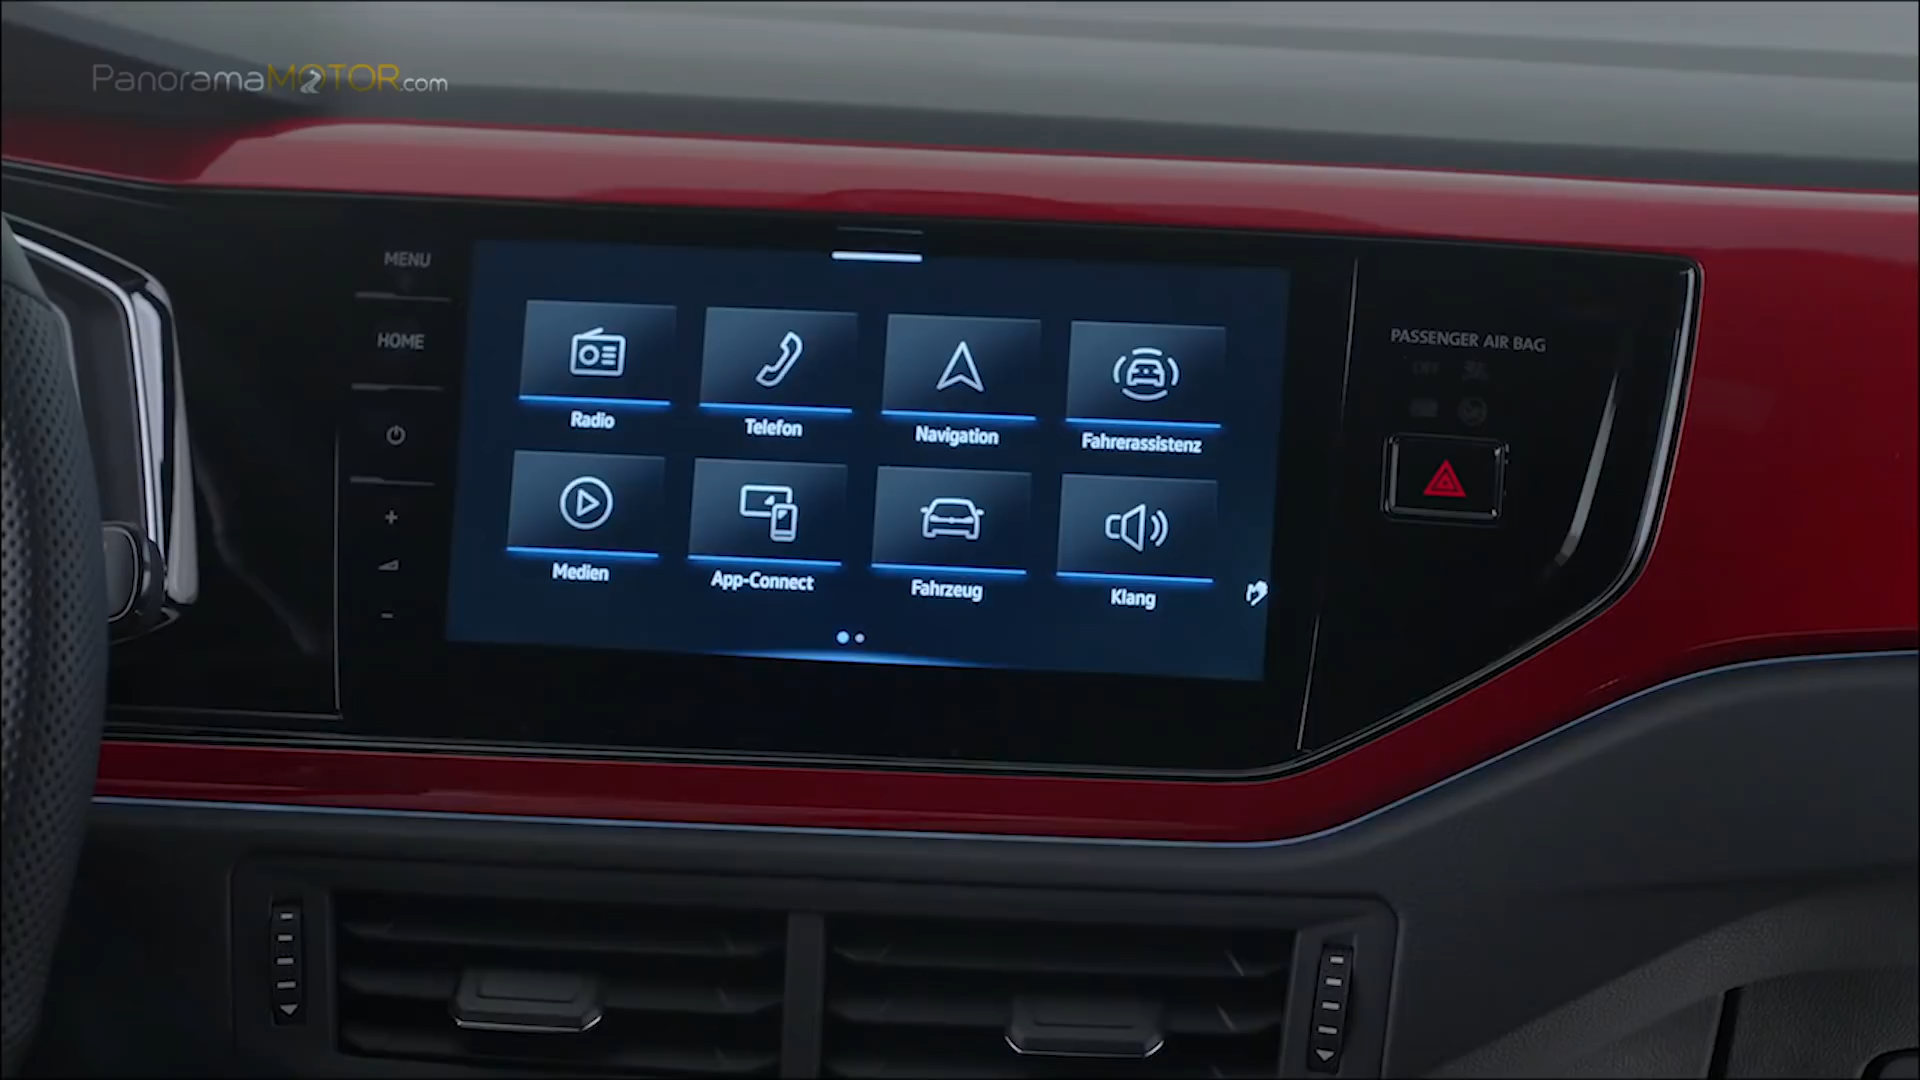 PanoramaMOTOR.com
MENU
HOME
Radio
Telefon
Navigation
Fahrerassistenz
Medien
App-Connect
Fahrzeug
Klang
PASSENGER AIR BAG